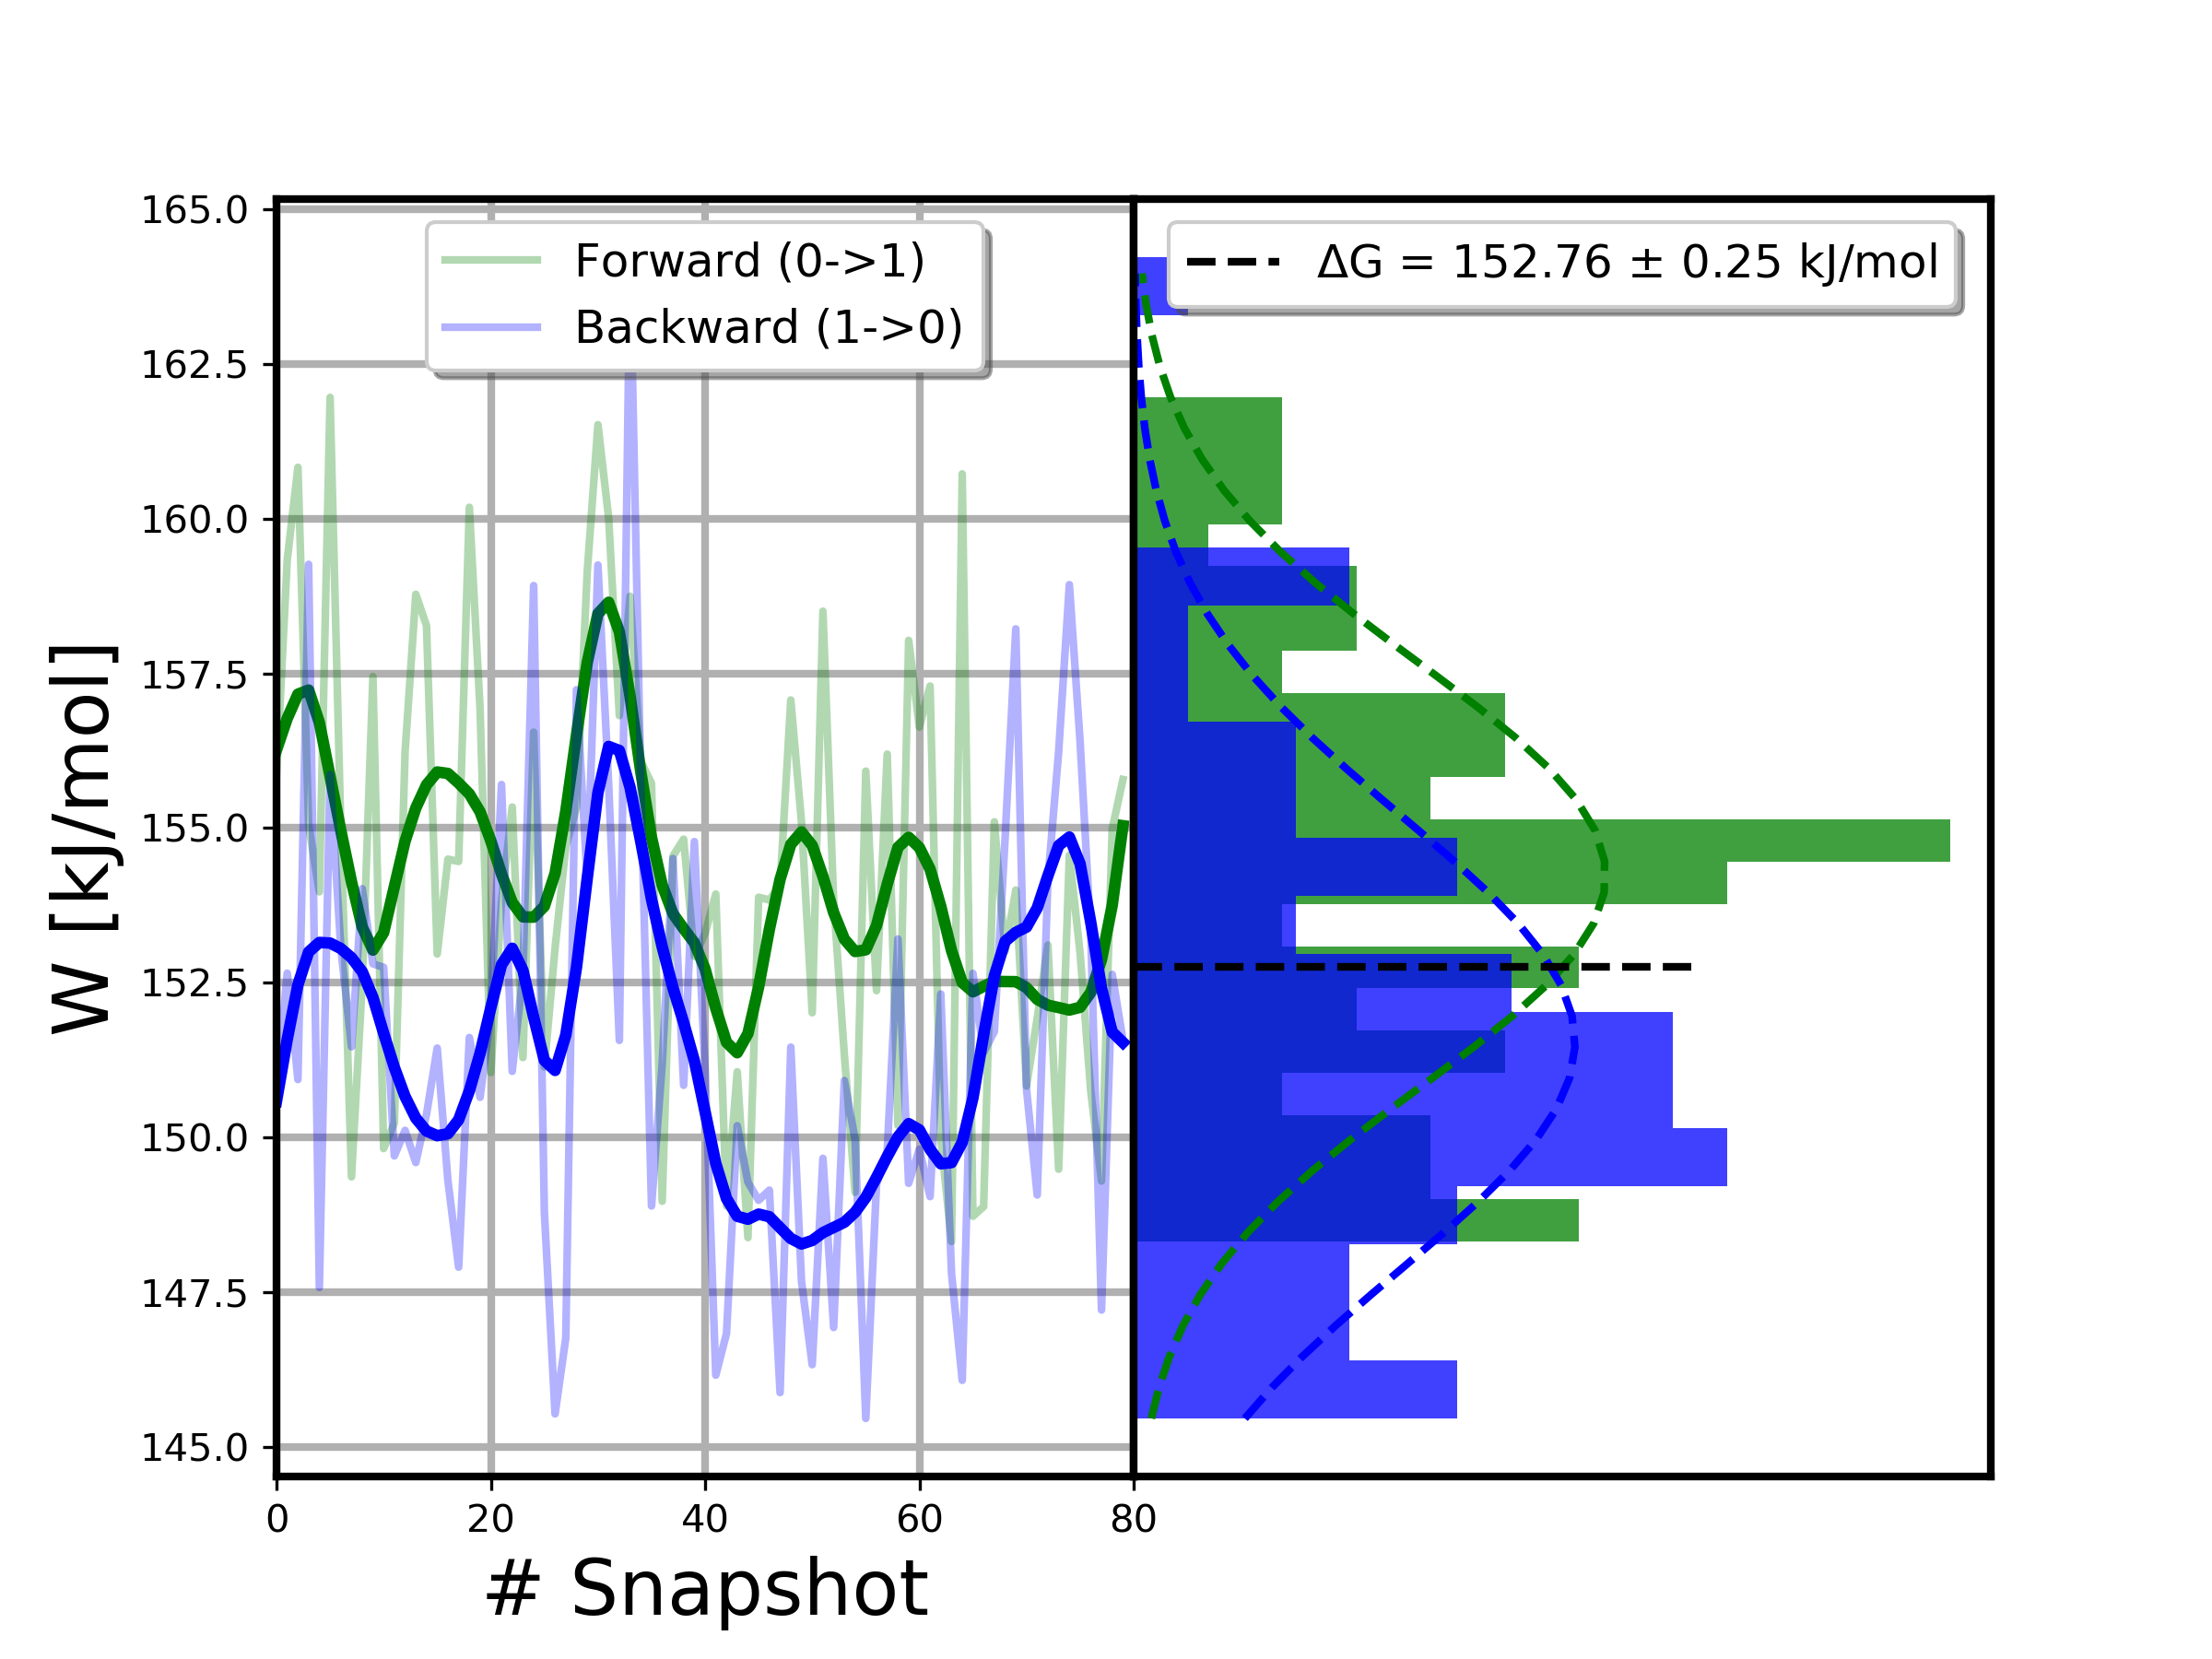 Forward (0->1)
Backward (1->0)
ΔG = 152.76 ± 0.25 kJ/mol
W [kJ/mol]
165.0
162.5
160.0
157.5
155.0
152.5
150.0
147.5
145.0
0 20 40 60 80
# Snapshot